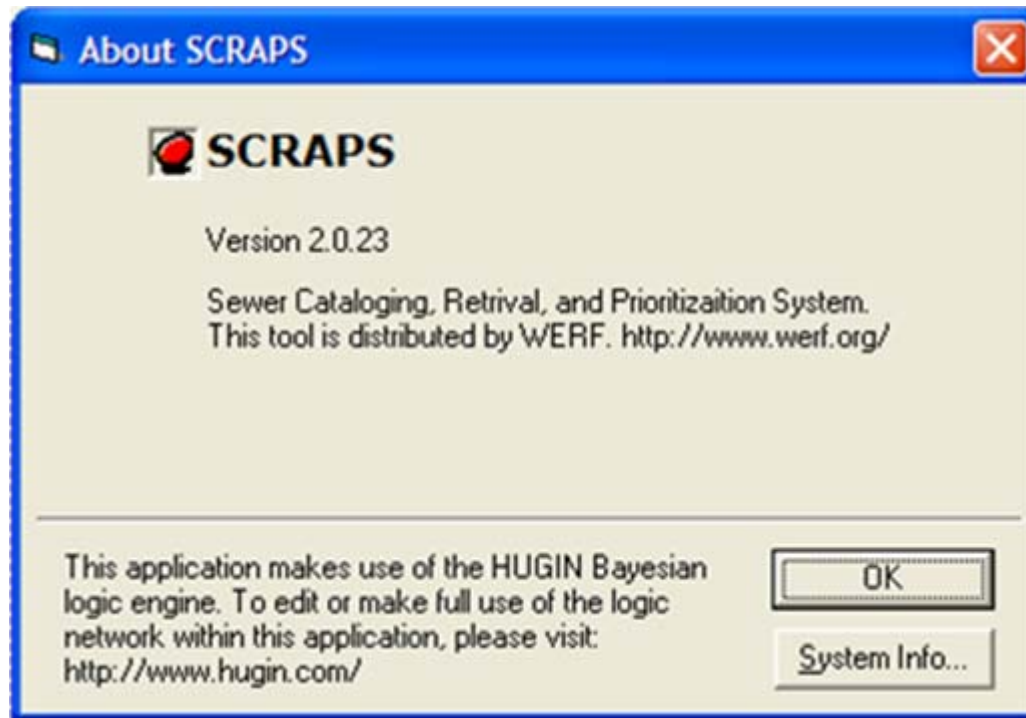 About SCRAPS
SCRAPS
Version 2.0.23
Sewer Cataloging, Retrival, and Prioritizaition System.
This tool is distributed by WERF. http://www.werf.org/
This application makes use of the HUGIN Bayesian
logic engine. To edit or make full use of the logic
network within this application, please visit:
http://www.hugin.com/
OK
System Info...